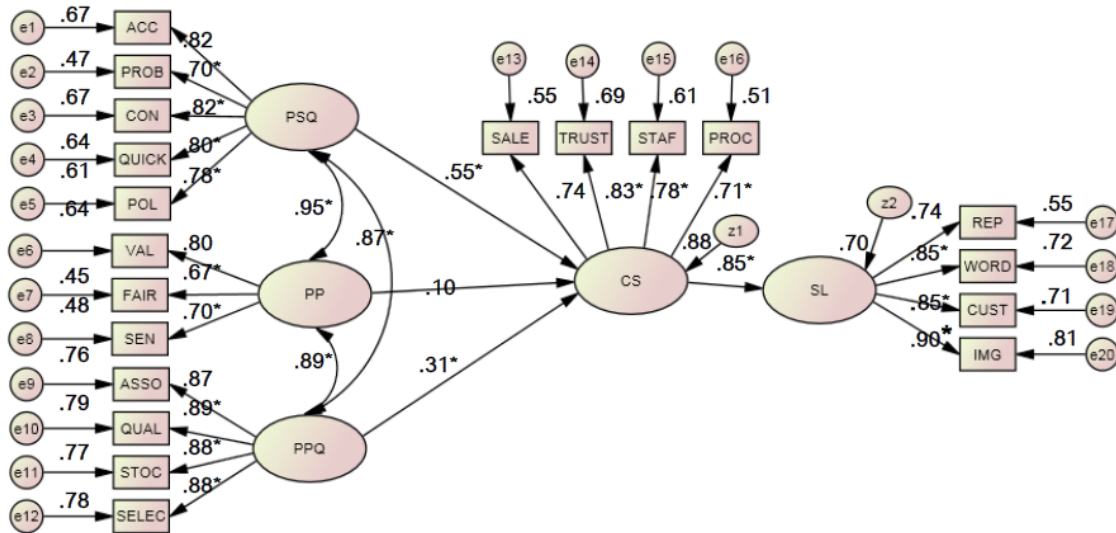 e1 .67 ACC .82
e2 .47 PROB .70*
e3 .67 CON .82*
e4 .64 QUICK .80*
.61
e5 .64 POL .78*
e6 VAL .80
e7 .45 FAIR .67*
e8 .48 SEN .70*
.76
e9 ASSO .87
e10 .79 QUAL .89*
e11 .77 STOC .88*
e12 .78 SELEC .88*
PSQ
PP
PPQ
.95*
.87*
.89*
.55*
.10
.31*
e13 e14 e15 e16
.55 .69 .61 .51
SALE TRUST STAF PROC
.74 .83* .78* .71*
CS
.88 z1
.85*
z2
.70
SL
.74 REP .55 e17
.85* WORD .72 e18
.85* CUST .71 e19
.90* IMG .81 e20